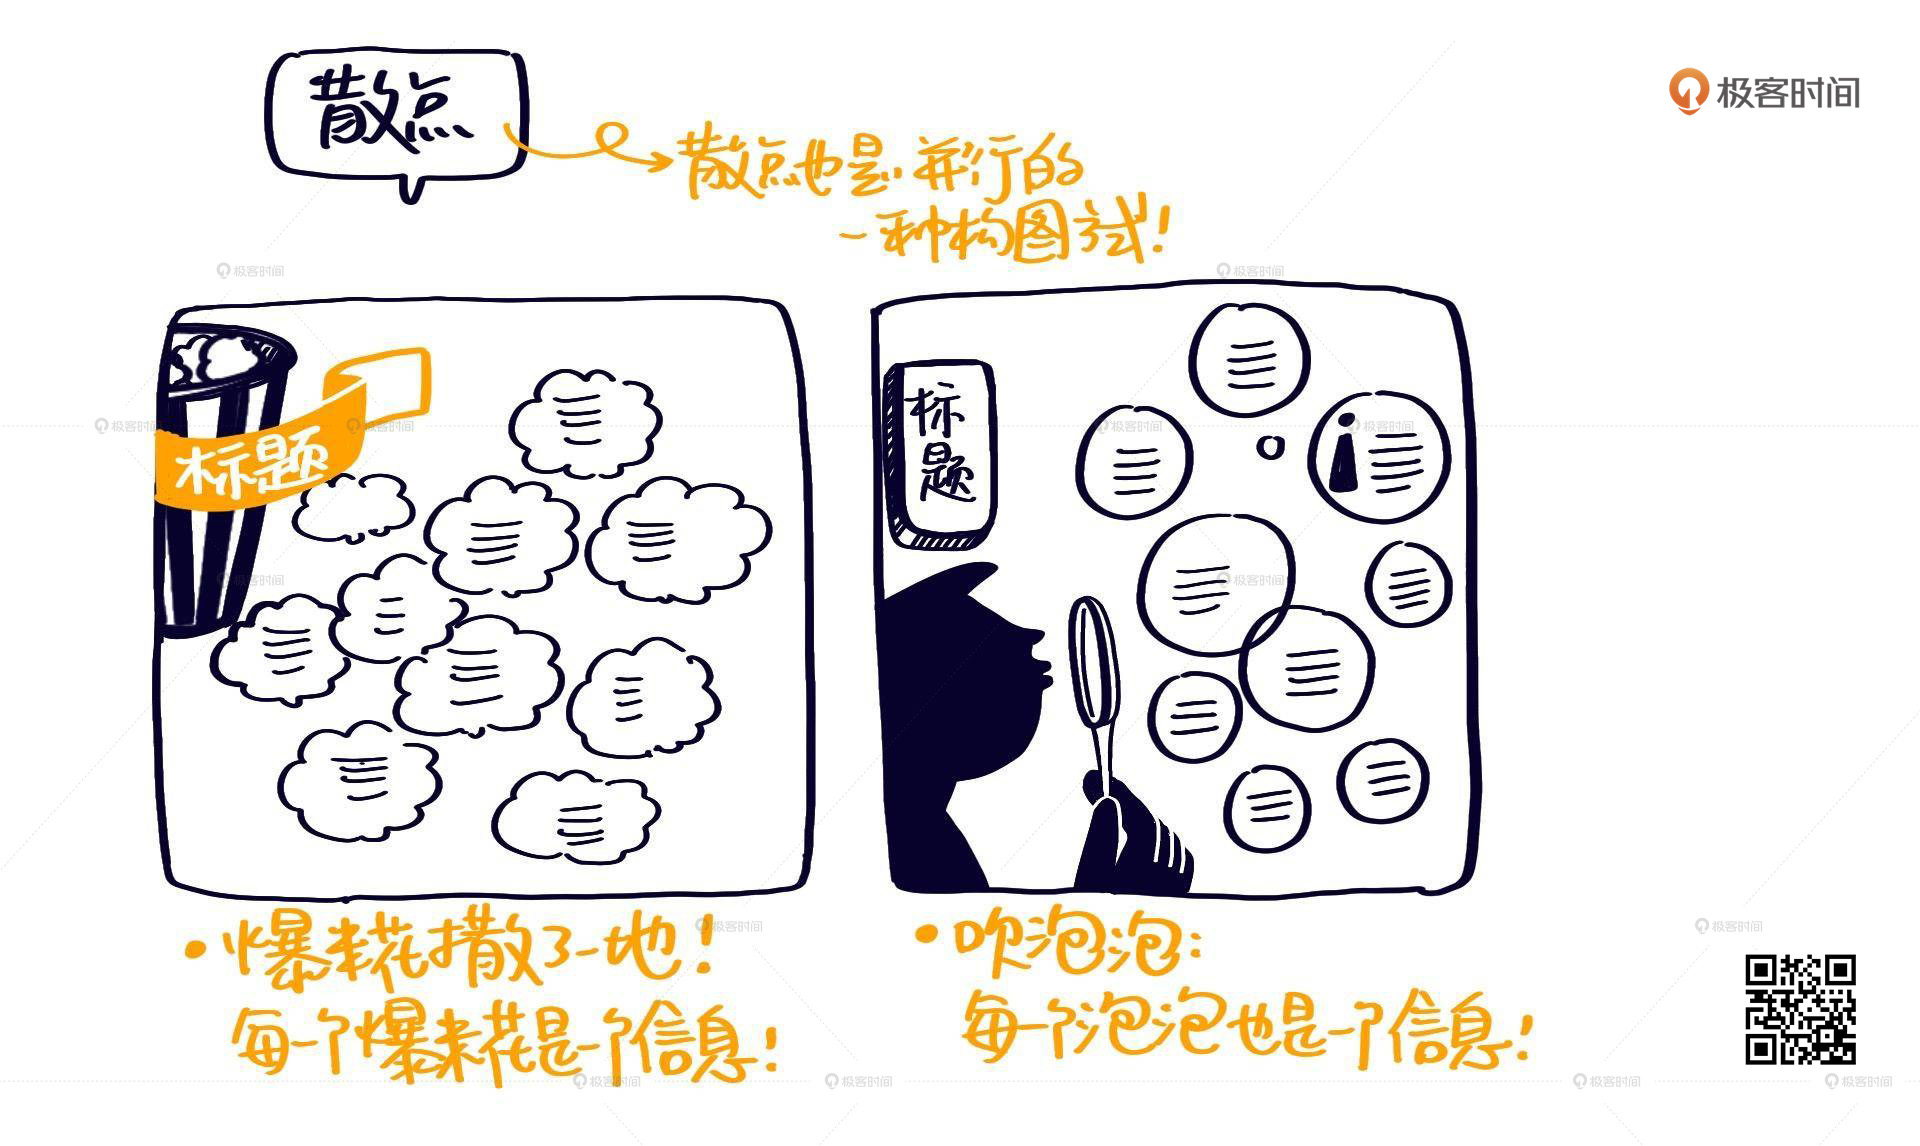 散点
极客时间
散点也是并行的
一种构图方式!
标题
标题
• 爆米花撒了一地!
每一个爆米花是一个信息!
• 吹泡泡:
每一个泡泡也是一个信息!